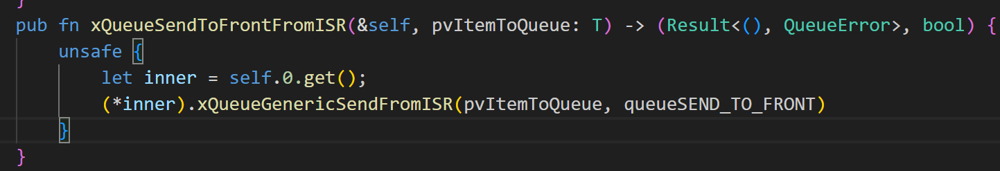 }
pub fn xQueueSendToFrontFromISR(&self, pvItemToQueue: T) -> (Result<(), QueueError>, bool) {
    unsafe {
        let inner = self.0.get();
        (*inner).xQueueGenericSendFromISR(pvItemToQueue, queueSEND_TO_FRONT)
    }
}